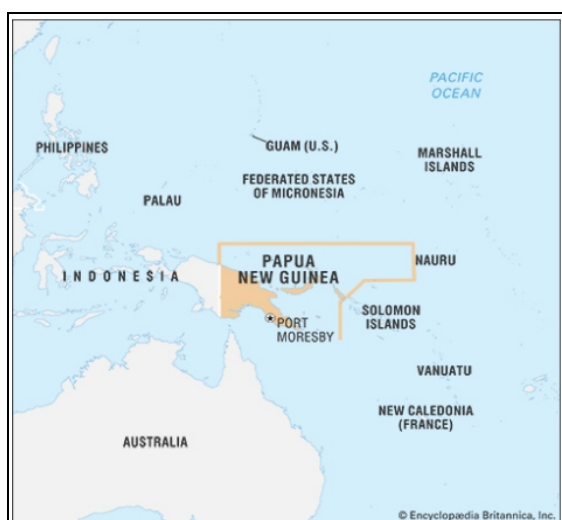 PACIFIC
OCEAN
PHILIPPINES
GUAM (U.S.)
MARSHALL
ISLANDS
FEDERATED STATES
OF MICRONESIA
PALAU
PAPUA
NEW GUINEA
NAURU
INDONESIA
SOLOMON
ISLANDS
PORT
MORESBY
VANUATU
NEW CALEDONIA
(FRANCE)
AUSTRALIA
© Encyclopædia Britannica, Inc.